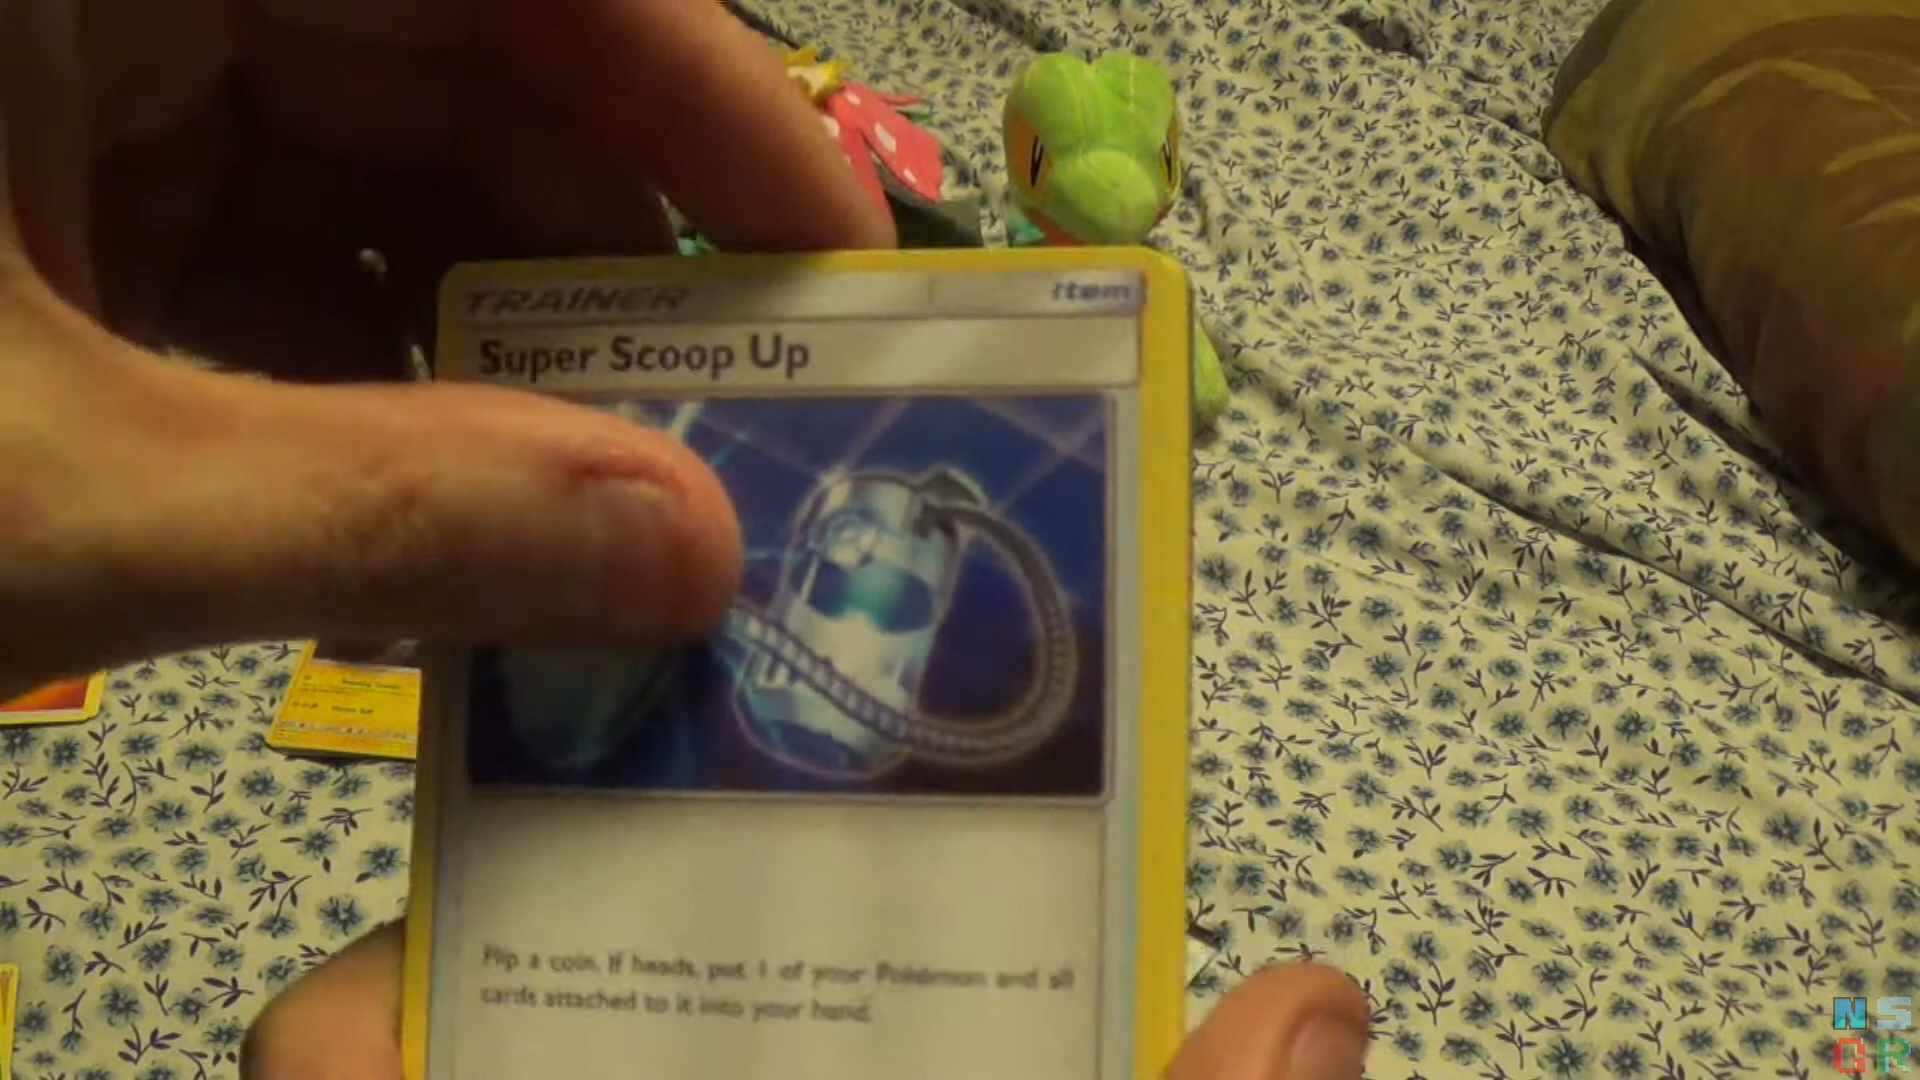 TRAINER
Item
Super Scoop Up
Flip a coin. If heads, put 1 of your Pokémon and all
cards attached to it into your hand.
N S
G R